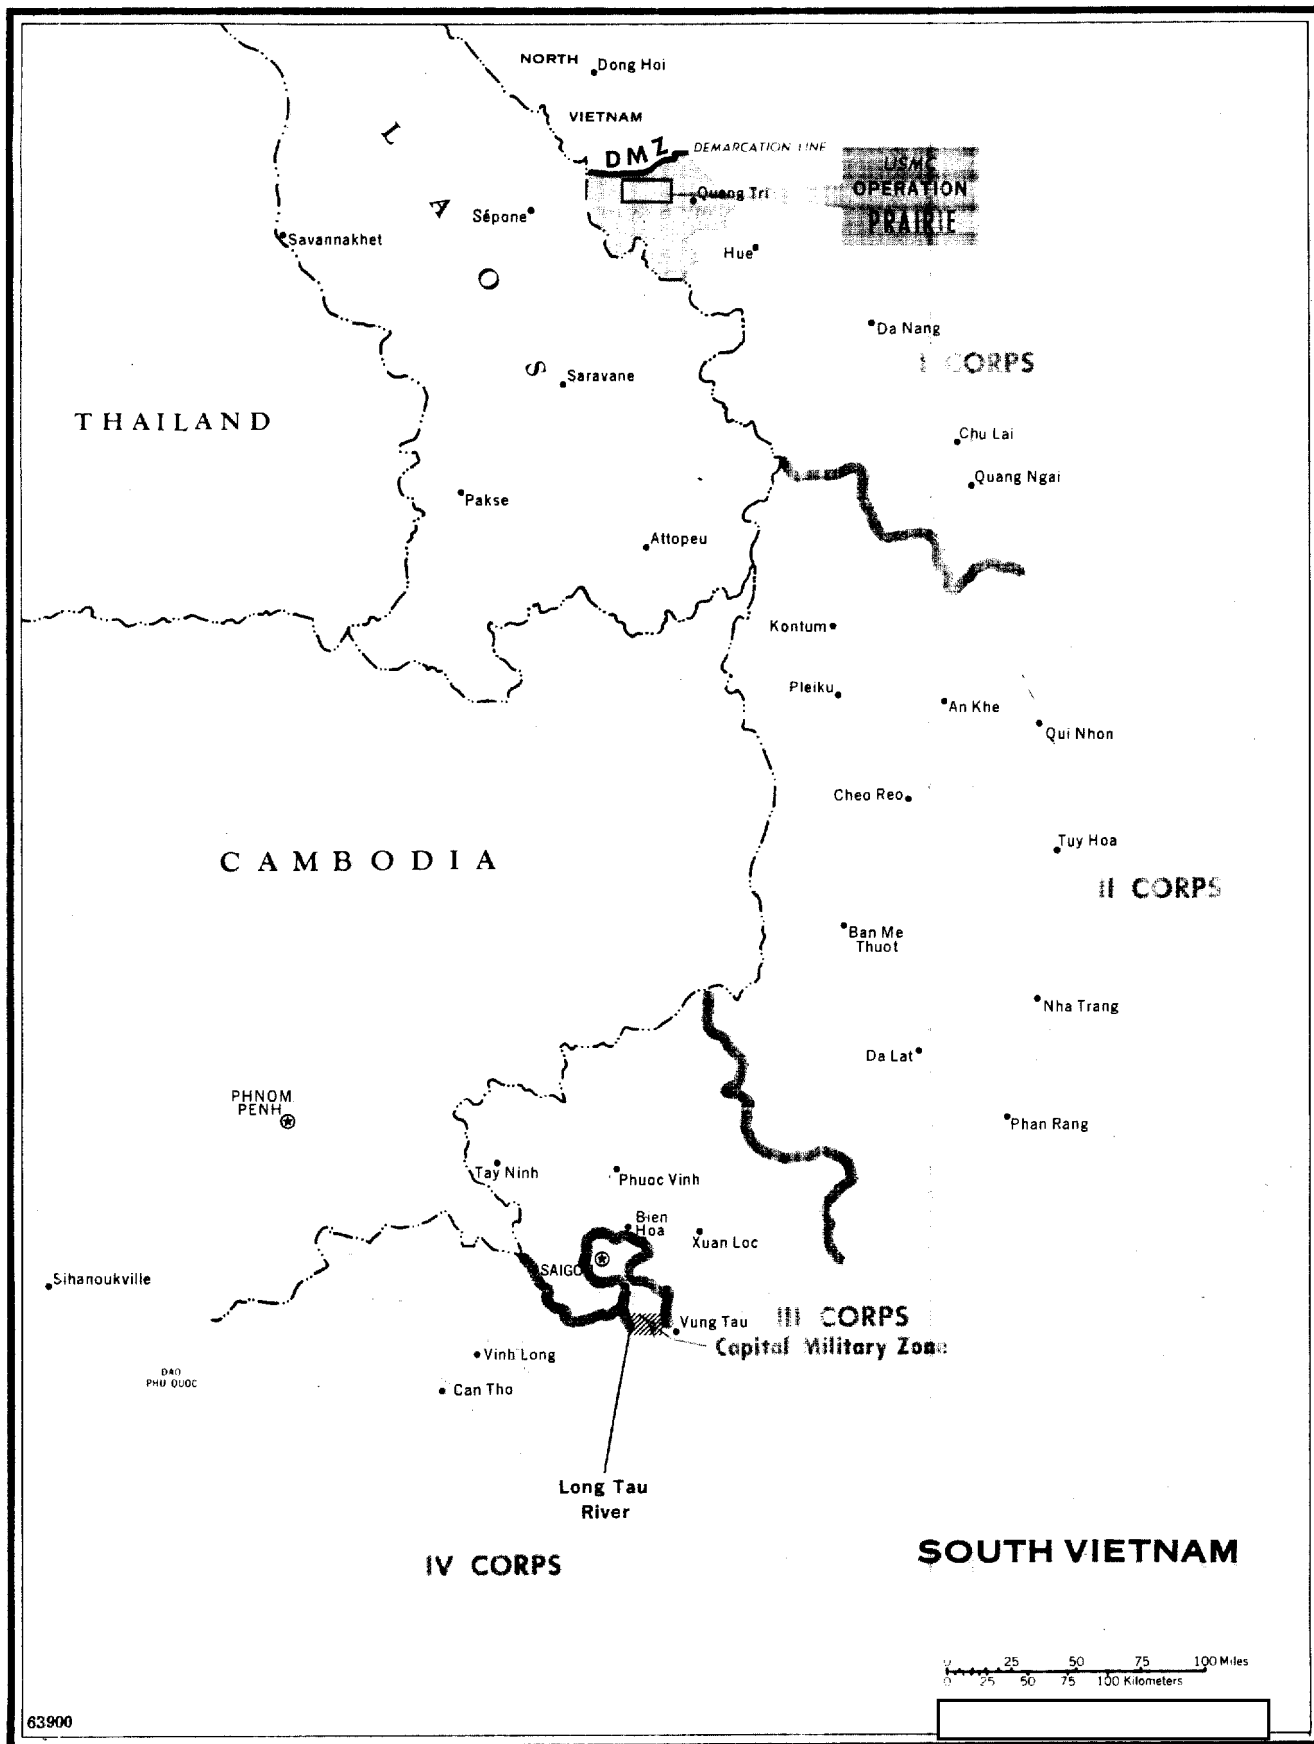 NORTH
Dong Hoi
VIETNAM
DMZ
DEMARCATION LINE
USMC
OPERATION
PRAIRIE
Quang Tri
LAOS
Sépone
Savannakhet
Hue
Da Nang
I CORPS
Saravane
THAILAND
Chu Lai
Quang Ngai
Pakse
Attopeu
Kontum
Pleiku
An Khe
Qui Nhon
Cheo Reo
Tuy Hoa
CAMBODIA
II CORPS
Ban Me
Thuot
Nha Trang
Da Lat
PHNOM
PENH
Phan Rang
Tay Ninh
Phuoc Vinh
Bien
Hoa
Xuan Loc
SAIGON
Sihanoukville
III CORPS
Vung Tau
Capital Military Zone
Vinh Long
DAO
PHU QUOC
Can Tho
Long Tau
River
IV CORPS
SOUTH VIETNAM
0 25 50 75 100 Miles
0 25 50 75 100 Kilometers
63900